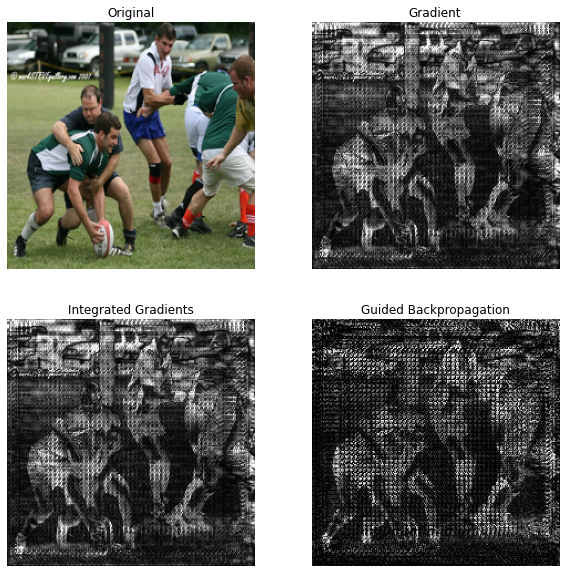 Original
Gradient
Integrated Gradients
Guided Backpropagation